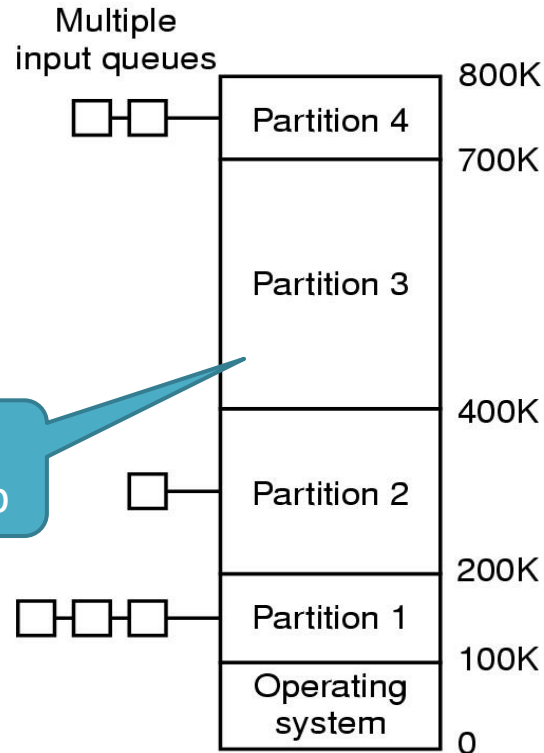 Multiple
input queues
800K
Partition 4
700K
Partition 3
400K
Partition 2
200K
Partition 1
100K
Operating
system
0